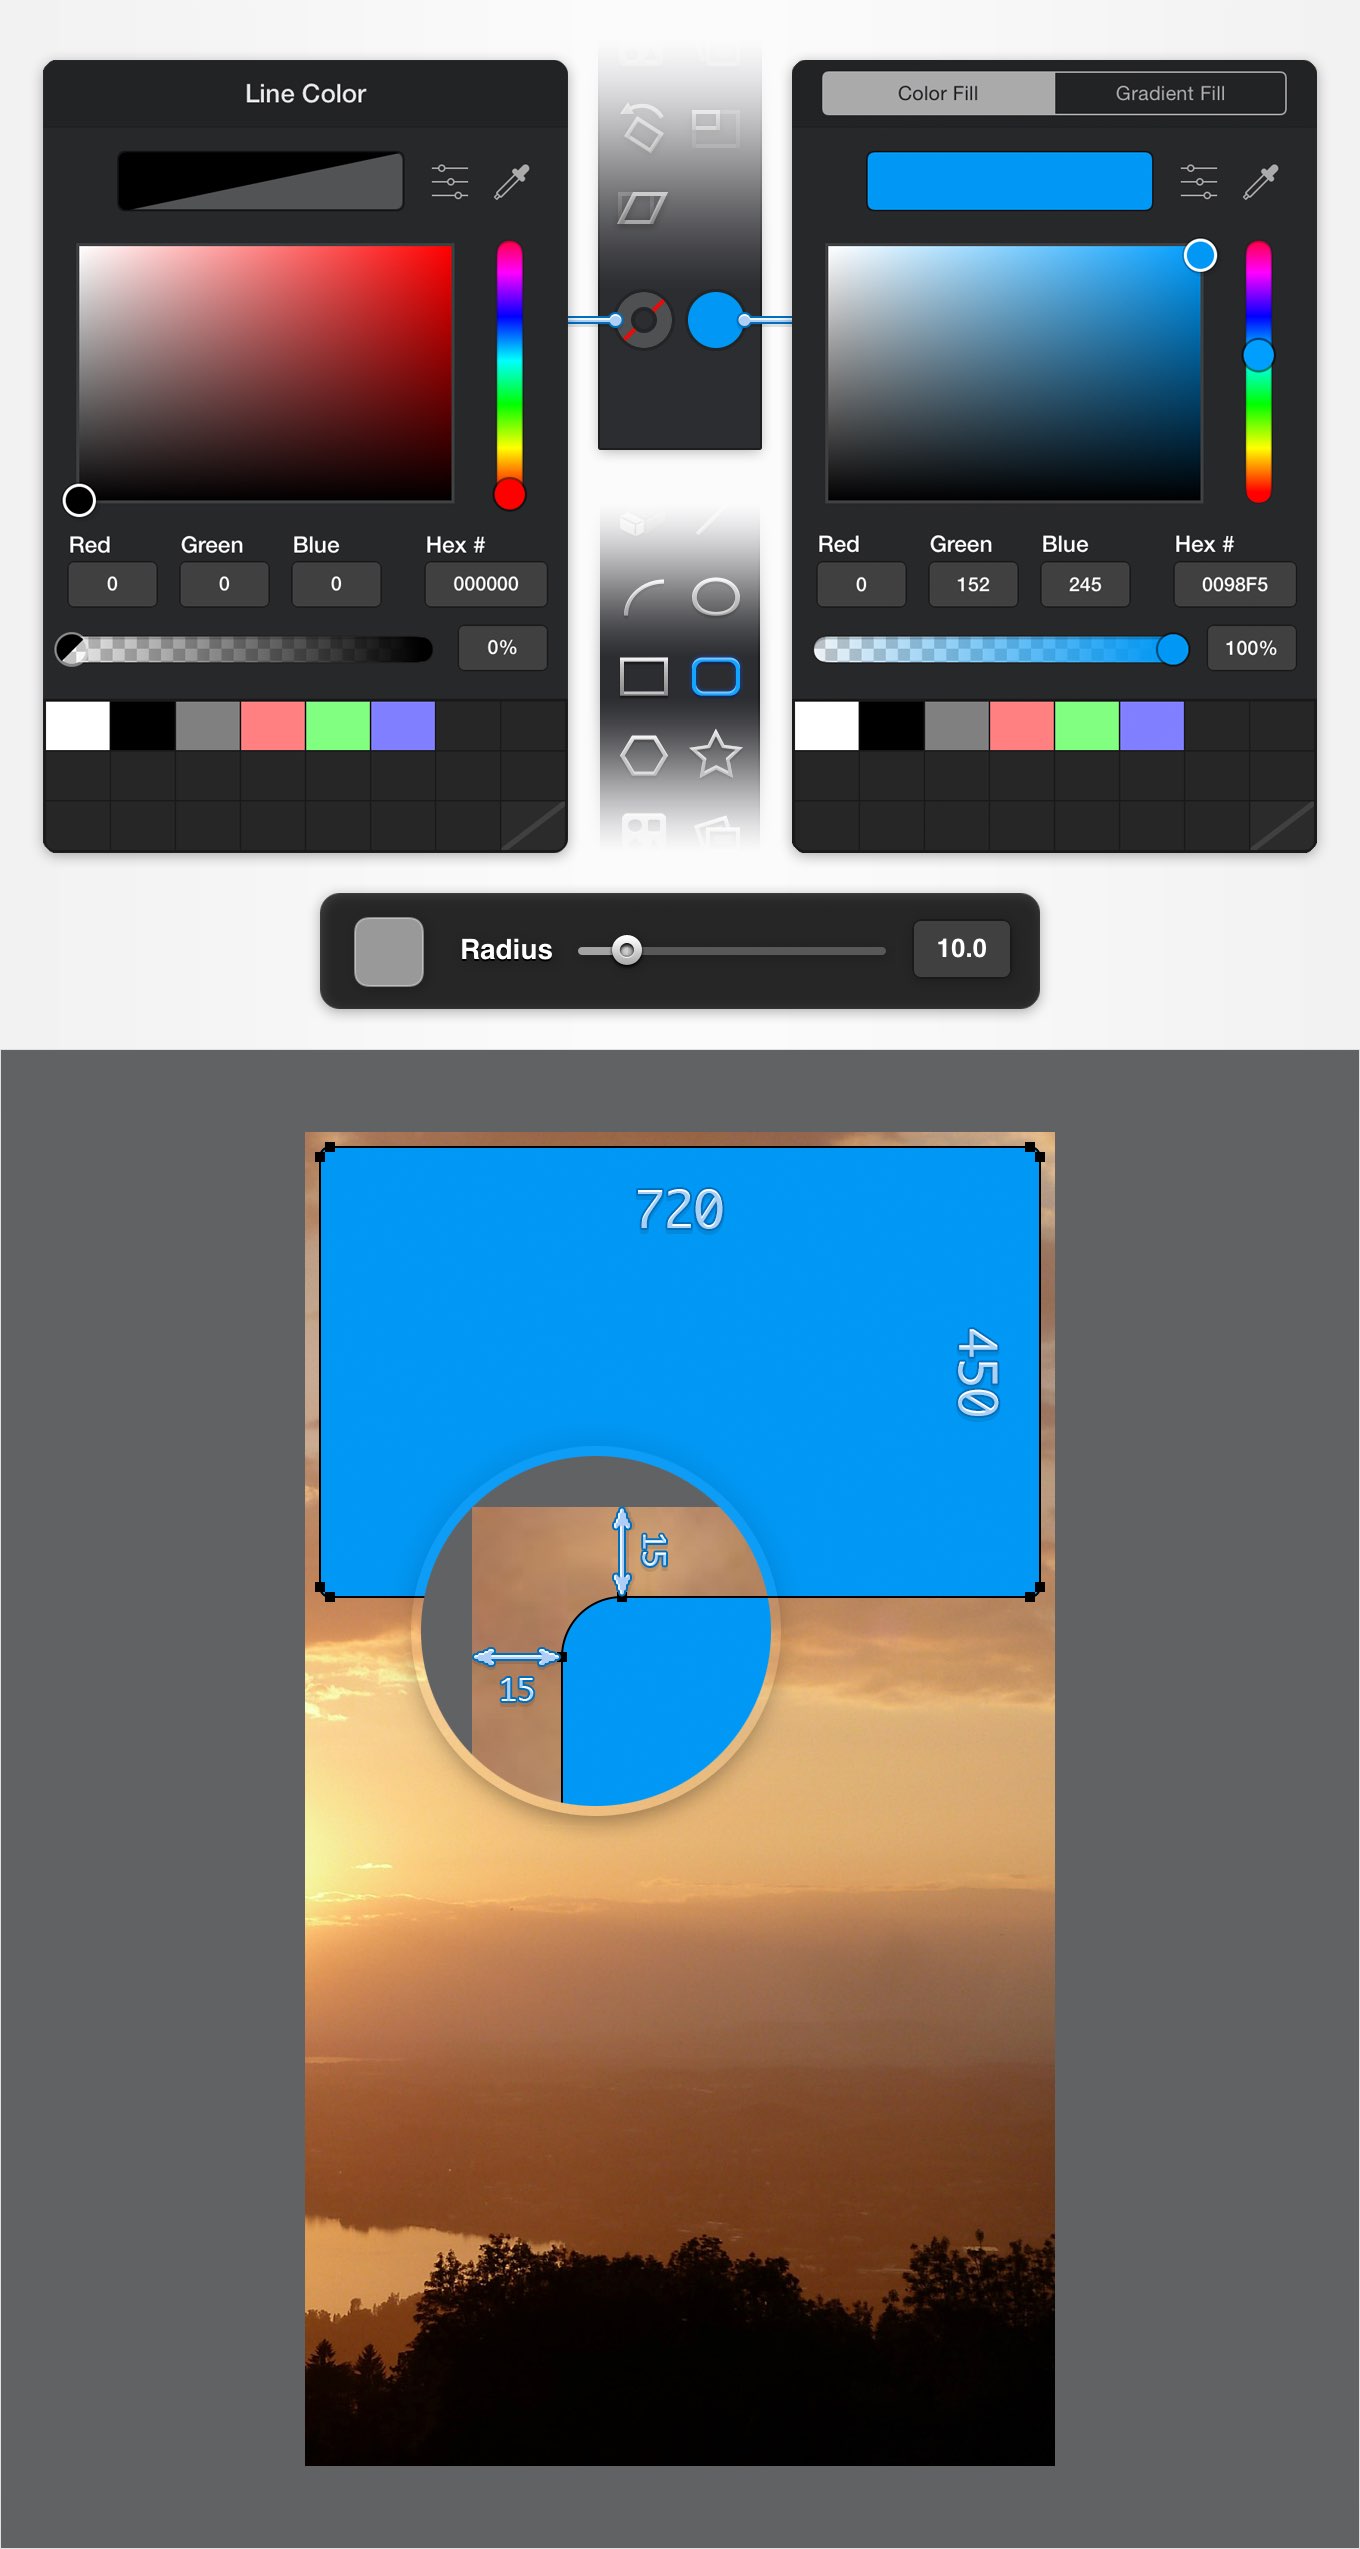 Line Color
Color Fill
Gradient Fill
Red Green Blue Hex #
0 0 0 000000
0%
Red Green Blue Hex #
0 152 245 0098F5
100%
Radius 10.0
720
450
15
15